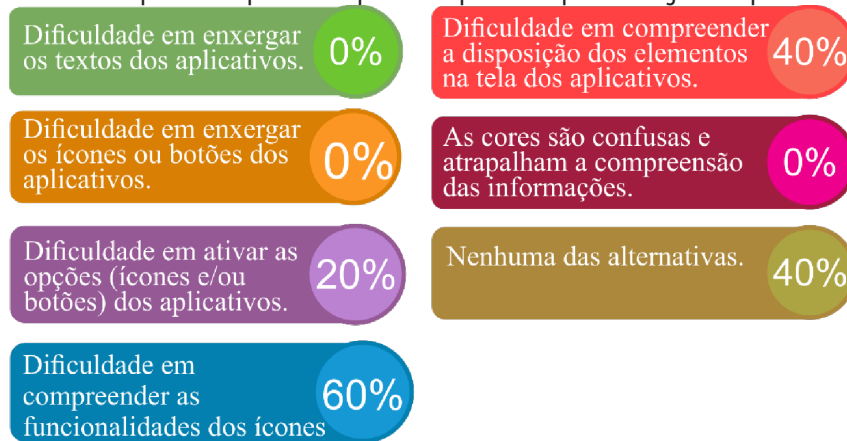 Dificuldade em enxergar
os textos dos aplicativos.
0%
Dificuldade em enxergar
os ícones ou botões dos
aplicativos.
0%
Dificuldade em ativar as
opções (ícones e/ou
botões) dos aplicativos.
20%
Dificuldade em
compreender as
funcionalidades dos ícones
60%
Dificuldade em compreender
a disposição dos elementos
na tela dos aplicativos.
40%
As cores são confusas e
atrapalham a compreensão
das informações.
0%
Nenhuma das alternativas.
40%